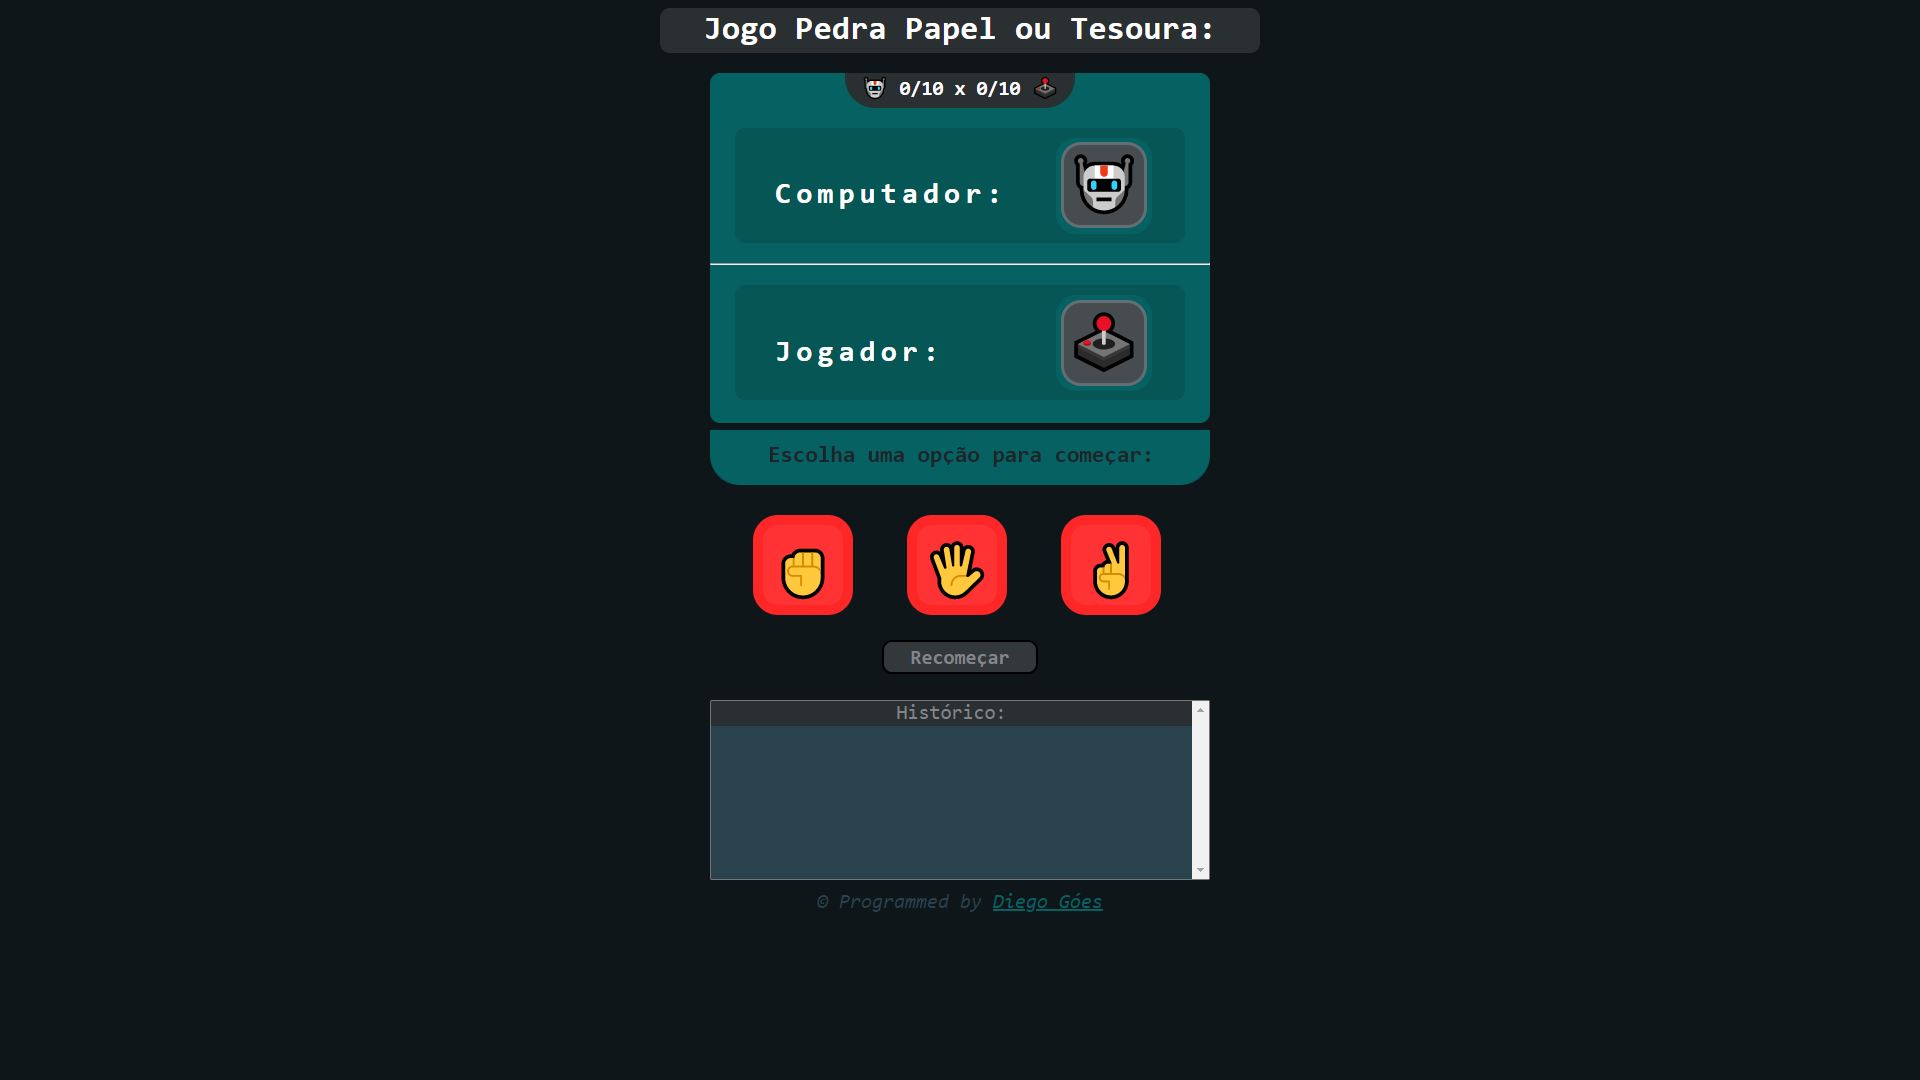 Jogo Pedra Papel ou Tesoura:
0/10 x 0/10
Computador:
Jogador:
Escolha uma opção para começar:
Recomeçar
Histórico:
© Programmed by Diego Góes